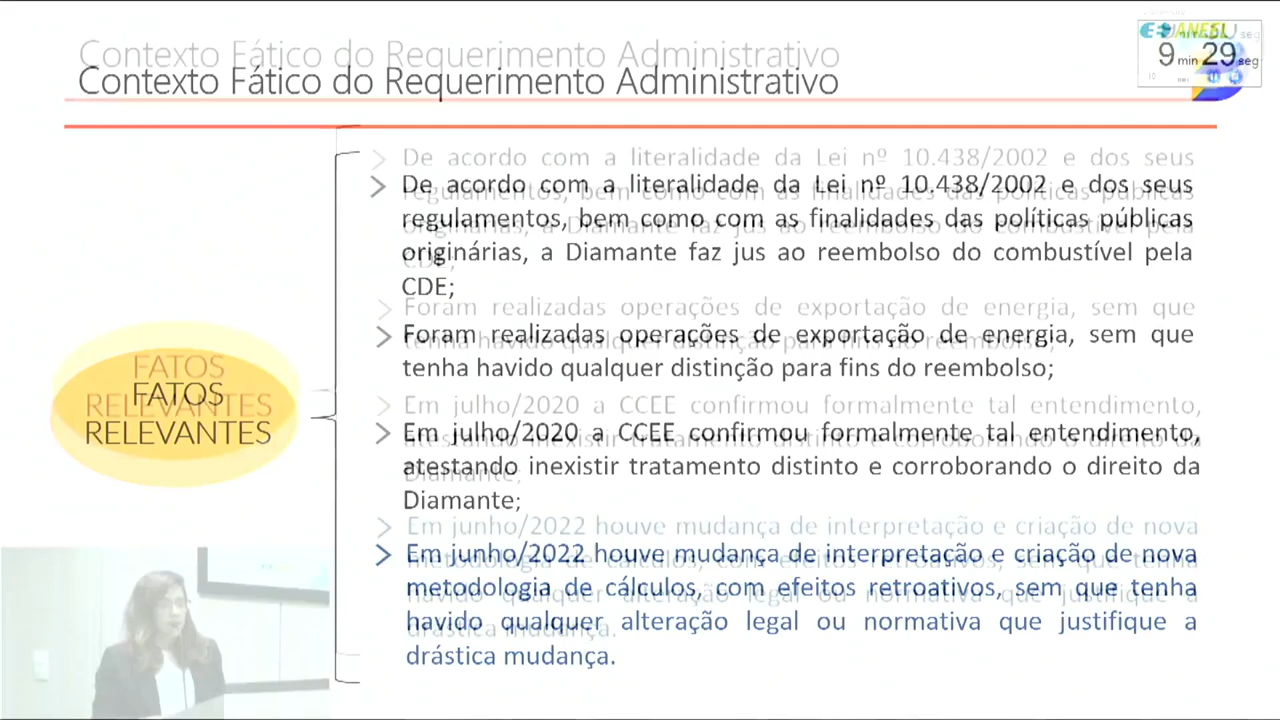 Contexto Fático do Requerimento Administrativo
9 min 29 seg
De acordo com a literalidade da Lei nº 10.438/2002 e dos seus
regulamentos, bem como com as finalidades das políticas públicas
originárias, a Diamante faz jus ao reembolso do combustível pela
CDE;
Foram realizadas operações de exportação de energia, sem que
tenha havido qualquer distinção para fins do reembolso;
FATOS
RELEVANTES
Em julho/2020 a CCEE confirmou formalmente tal entendimento,
atestando inexistir tratamento distinto e corroborando o direito da
Diamante;
Em junho/2022 houve mudança de interpretação e criação de nova
metodologia de cálculos, com efeitos retroativos, sem que tenha
havido qualquer alteração legal ou normativa que justifique a
drástica mudança.